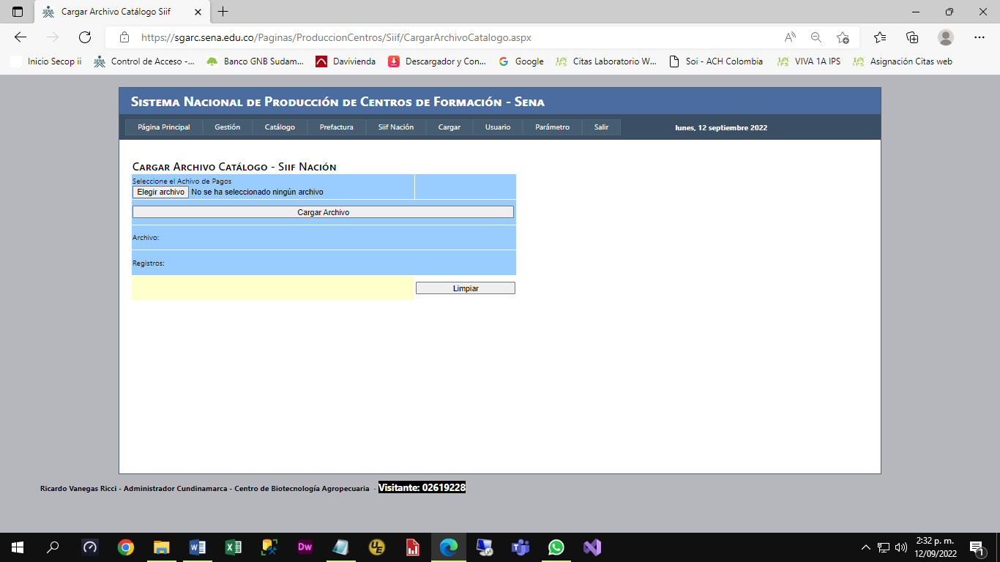 Cargar Archivo Catálogo Siif
https://sgarc.sena.edu.co/Paginas/ProduccionCentros/Siif/CargarArchivoCatalogo.aspx
Inicio Secop ii Control de Acceso -... Banco GNB Sudam... Davivienda Descargador y Con... Google Citas Laboratorio W... Soi - ACH Colombia VIVA 1A IPS Asignación Citas web
Sistema Nacional de Producción de Centros de Formación - Sena
Página Principal Gestión Catálogo Prefactura Siif Nación Cargar Usuario Parámetro Salir lunes, 12 septiembre 2022
Cargar Archivo Catálogo - Siif Nación
Seleccione el Achivo de Pagos
Elegir archivo No se ha seleccionado ningún archivo
Cargar Archivo
Archivo:
Registros:
Limpiar
Ricardo Vanegas Ricci - Administrador Cundinamarca - Centro de Biotecnología Agropecuaria - Visitante: 02619228
2:32 p. m.
12/09/2022